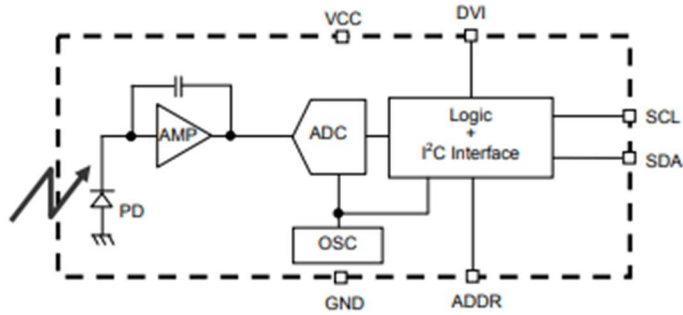 VCC
DVI
AMP
ADC
Logic
+
I²C Interface
SCL
SDA
PD
OSC
GND
ADDR